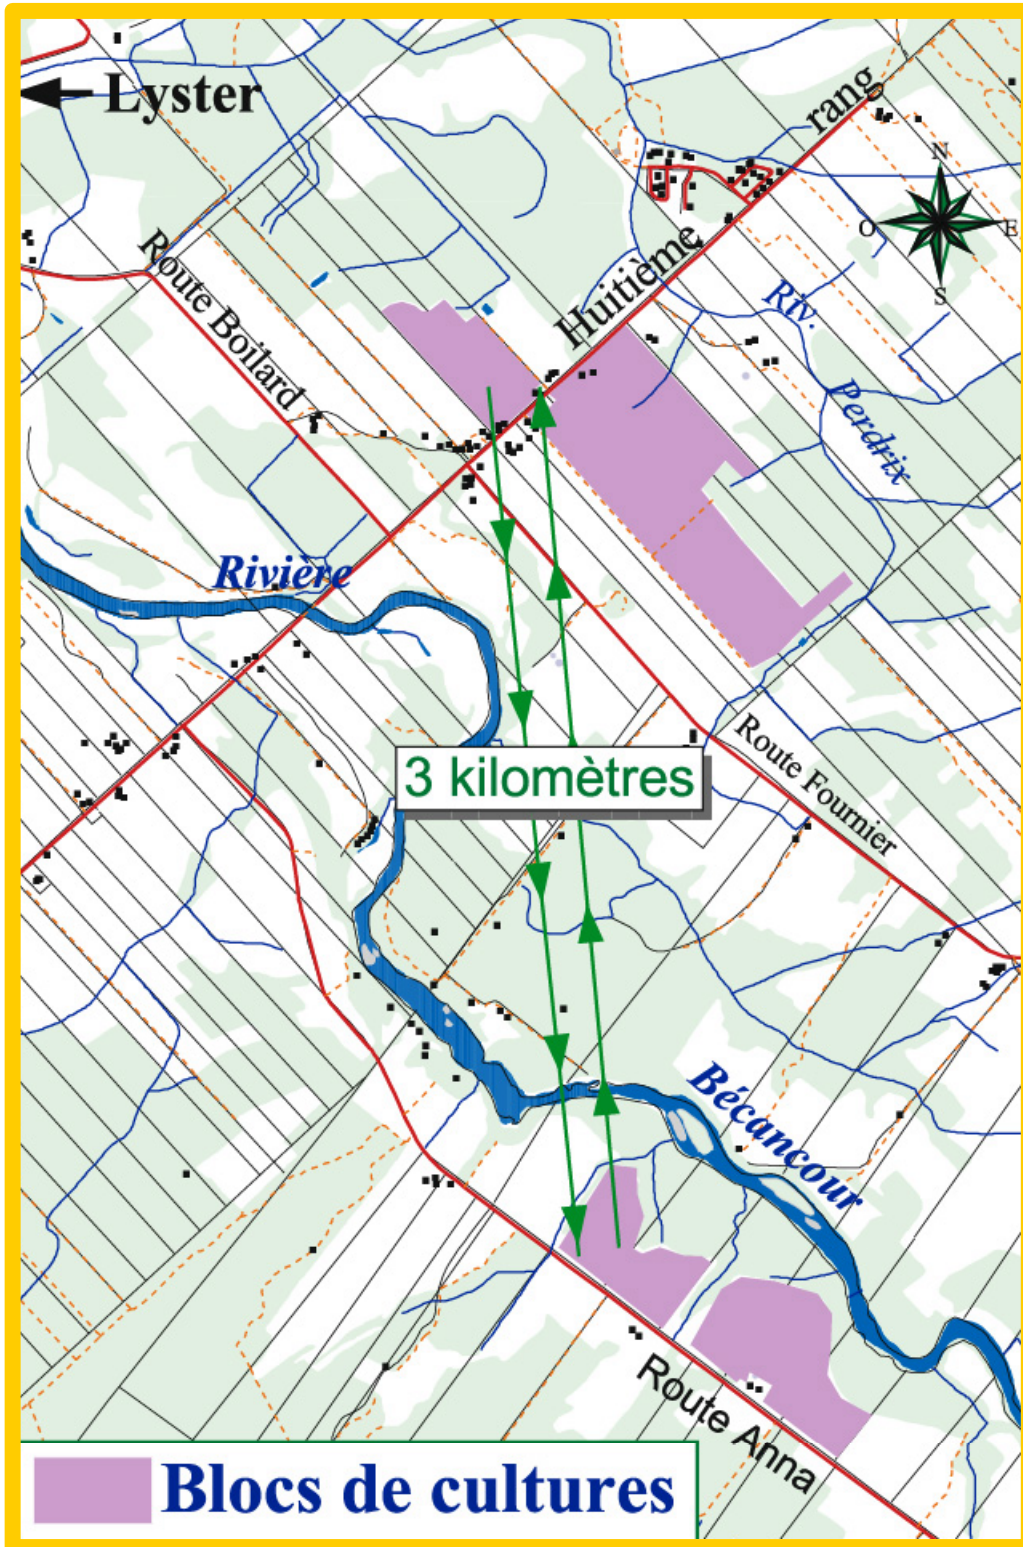 Lyster
rang
N
O
E
S
Huitième
Route Boilard
Riv.
Perdrix
Rivière
3 kilomètres
Route Fournier
Bécancour
Route Anna
Blocs de cultures